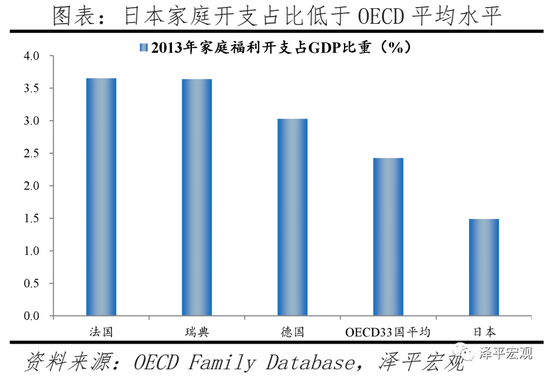 图表：日本家庭开支占比低于 OECD 平均水平
2013年家庭福利开支占GDP比重（%）
4.0
3.5
3.0
2.5
2.0
1.5
1.0
0.5
0.0
法国 瑞典 德国 OECD33国平均 日本
泽平宏观
资料来源：OECD Family Database，泽平宏观